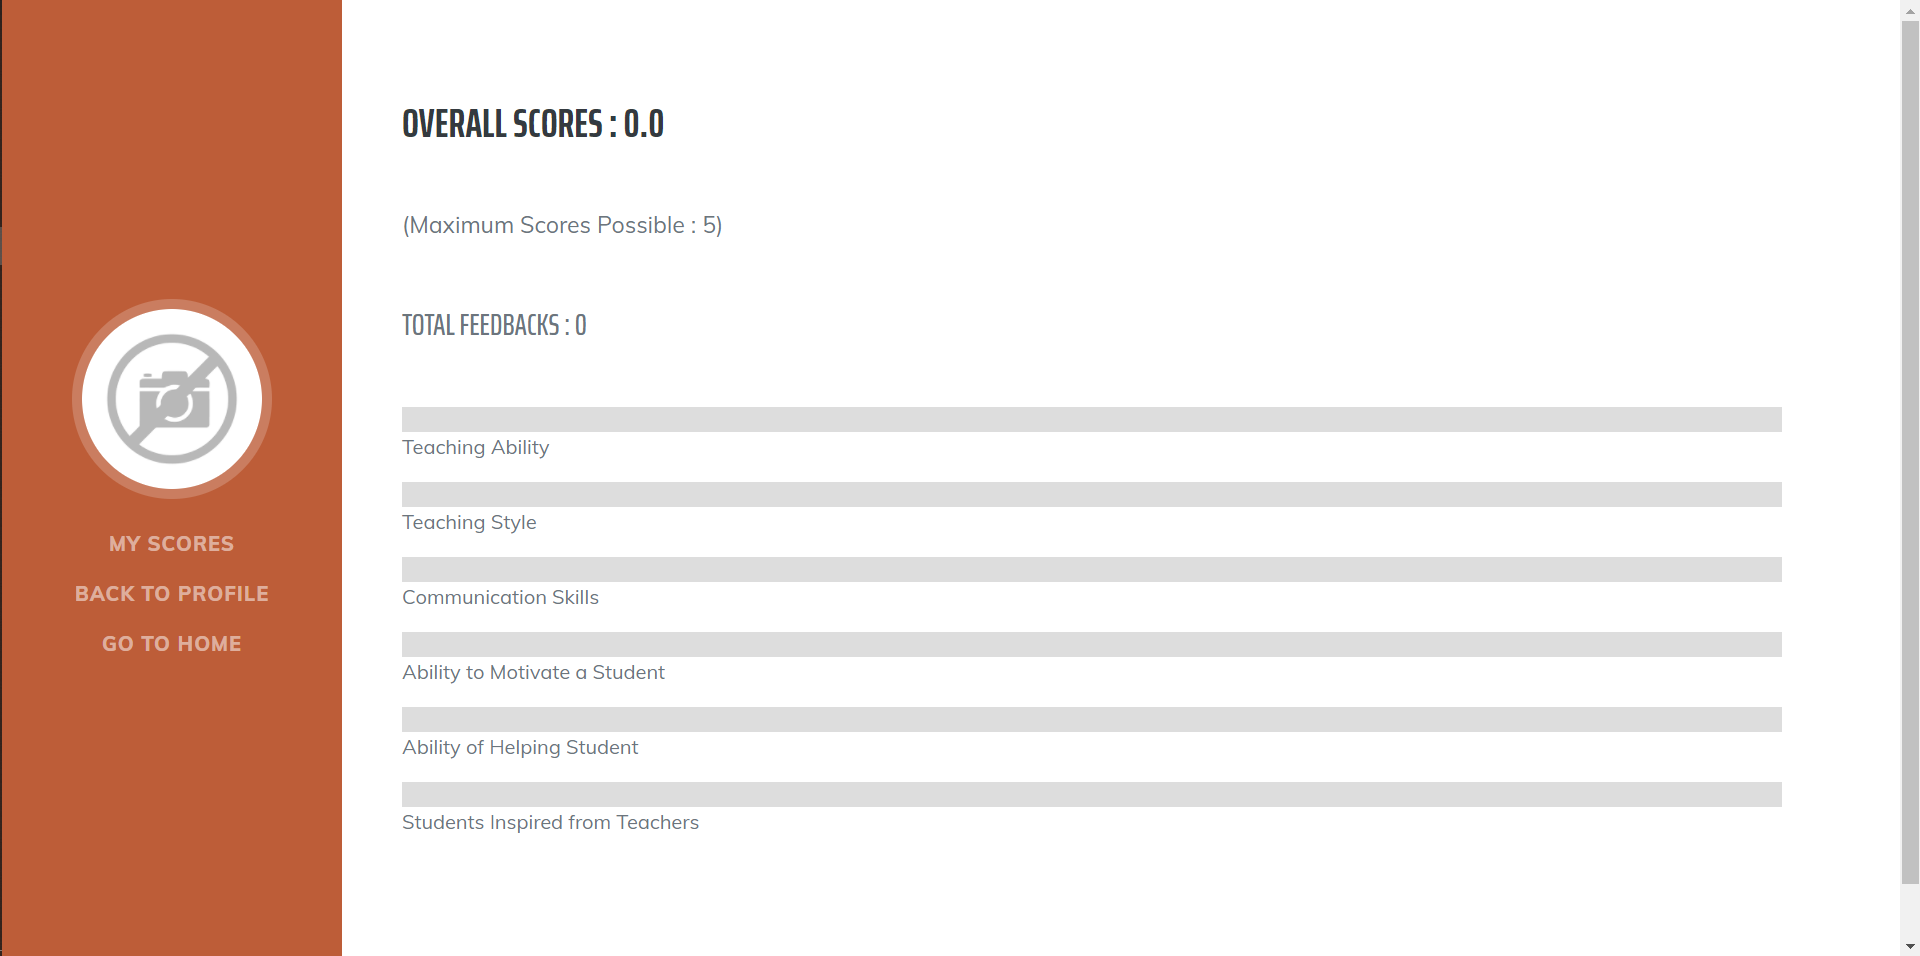 MY SCORES
BACK TO PROFILE
GO TO HOME
OVERALL SCORES : 0.0
(Maximum Scores Possible : 5)
TOTAL FEEDBACKS : 0
Teaching Ability
Teaching Style
Communication Skills
Ability to Motivate a Student
Ability of Helping Student
Students Inspired from Teachers